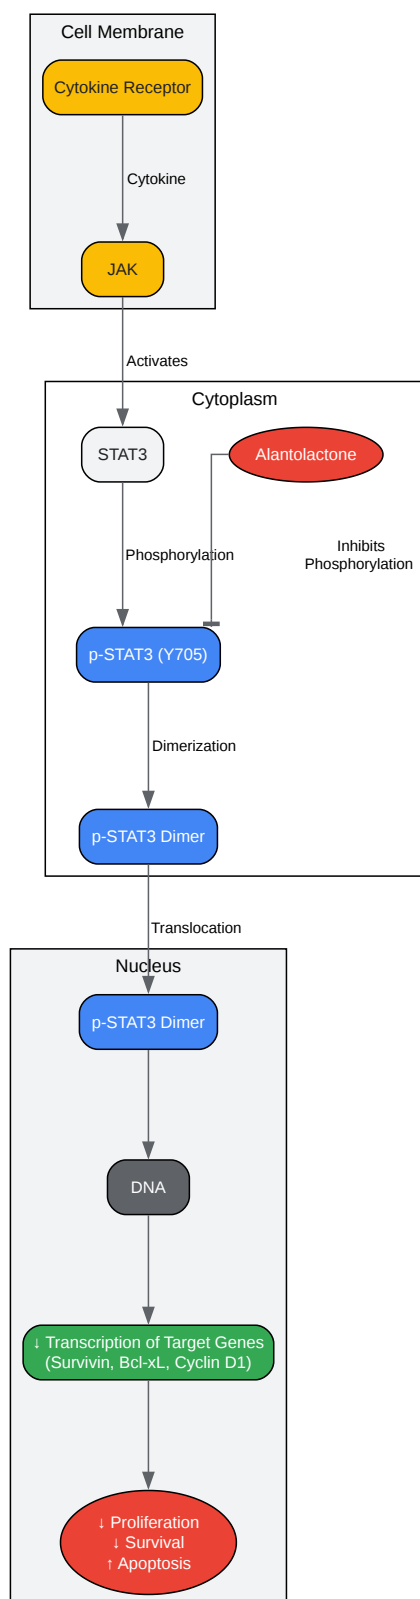 Cell Membrane
Cytokine Receptor
Cytokine
JAK
Activates
Cytoplasm
STAT3
Alantolactone
Phosphorylation
Inhibits
Phosphorylation
p-STAT3 (Y705)
Dimerization
p-STAT3 Dimer
Translocation
Nucleus
p-STAT3 Dimer
DNA
↓ Transcription of Target Genes
(Survivin, Bcl-xL, Cyclin D1)
↓ Proliferation
↓ Survival
↑ Apoptosis